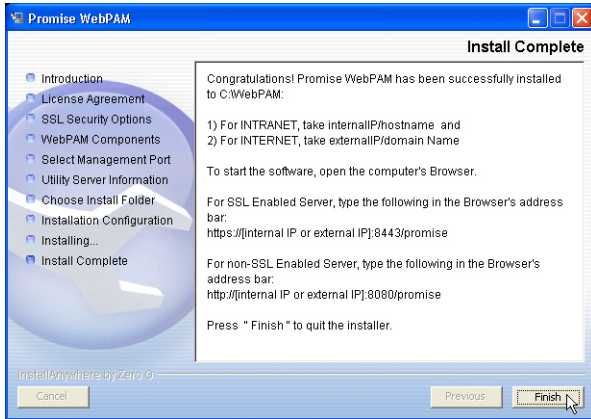 Promise WebPAM
Install Complete
Introduction
License Agreement
SSL Security Options
WebPAM Components
Select Management Port
Utility Server Information
Choose Install Folder
Installation Configuration
Installing...
Install Complete
Congratulations! Promise WebPAM has been successfully installed
to C:\WebPAM:
1) For INTRANET, take internalIP/hostname  and
2) For INTERNET, take externalIP/domain Name
To start the software, open the computer's Browser.
For SSL Enabled Server, type the following in the Browser's address
bar:
https://[internal IP or external IP]:8443/promise
For non-SSL Enabled Server, type the following in the Browser's
address bar:
http://[internal IP or external IP]:8080/promise
Press  " Finish " to quit the installer.
InstallAnywhere by Zero G
Cancel
Previous
Finish